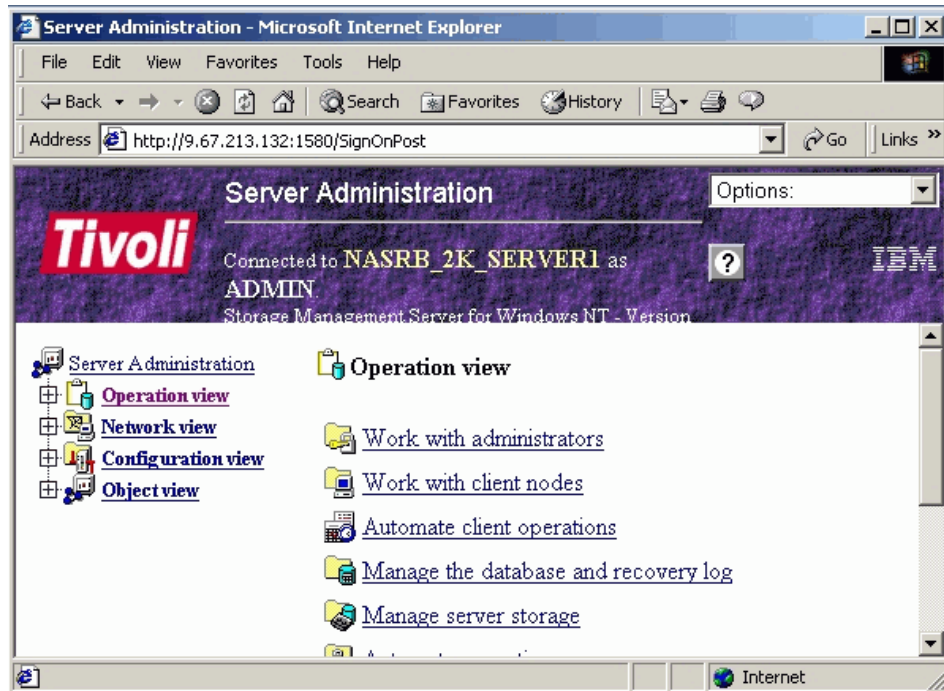 Server Administration - Microsoft Internet Explorer
File Edit View Favorites Tools Help
Back Search Favorites History
Address http://9.67.213.132:1580/SignOnPost Go Links »
Server Administration
Options:
Tivoli
Connected to NASRB_2K_SERVER1 as
ADMIN.
?
IBM
Storage Management Server for Windows NT - Version
Server Administration
Operation view
Network view
Configuration view
Object view
Operation view
Work with administrators
Work with client nodes
Automate client operations
Manage the database and recovery log
Manage server storage
Internet